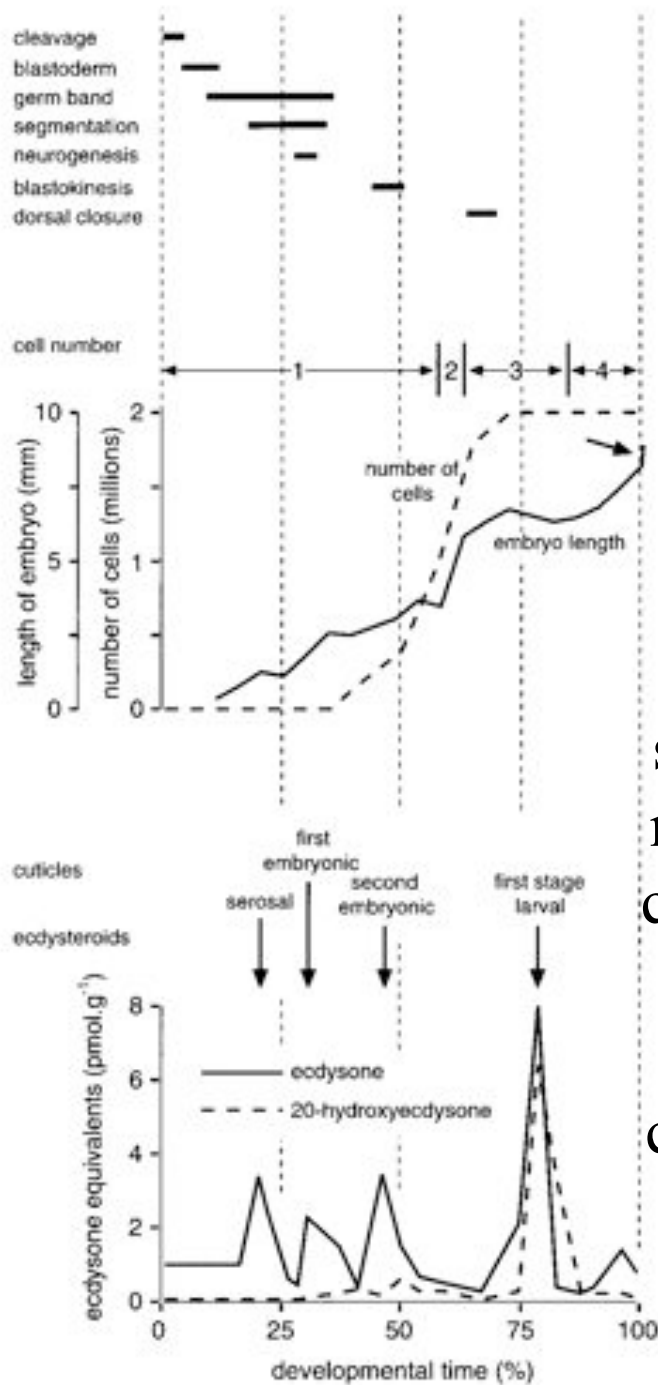 cleavage
blastoderm
germ band
segmentation
neurogenesis
blastokinesis
dorsal closure
cell number
1 2 3 4
length of embryo (mm)
10
5
0
number of cells (millions)
2
1
0
number of
cells
embryo length
cuticles
ecdysteroids
serosal
first
embryonic
second
embryonic
first stage
larval
ecdysone equivalents (pmol.g⁻¹)
8
6
4
2
0
ecdysone
20-hydroxyecdysone
0 25 50 75 100
developmental time (%)